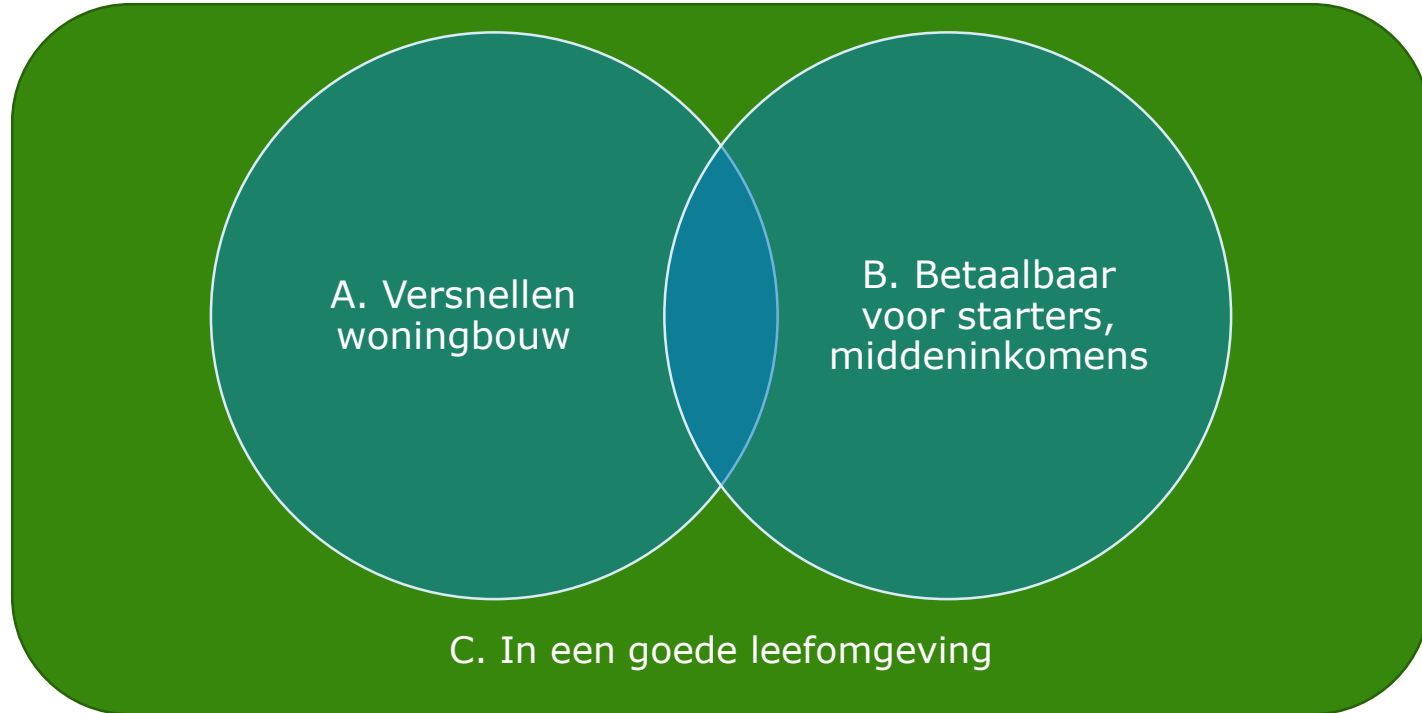 A. Versnellen
woningbouw
B. Betaalbaar
voor starters,
middeninkomens
C. In een goede leefomgeving